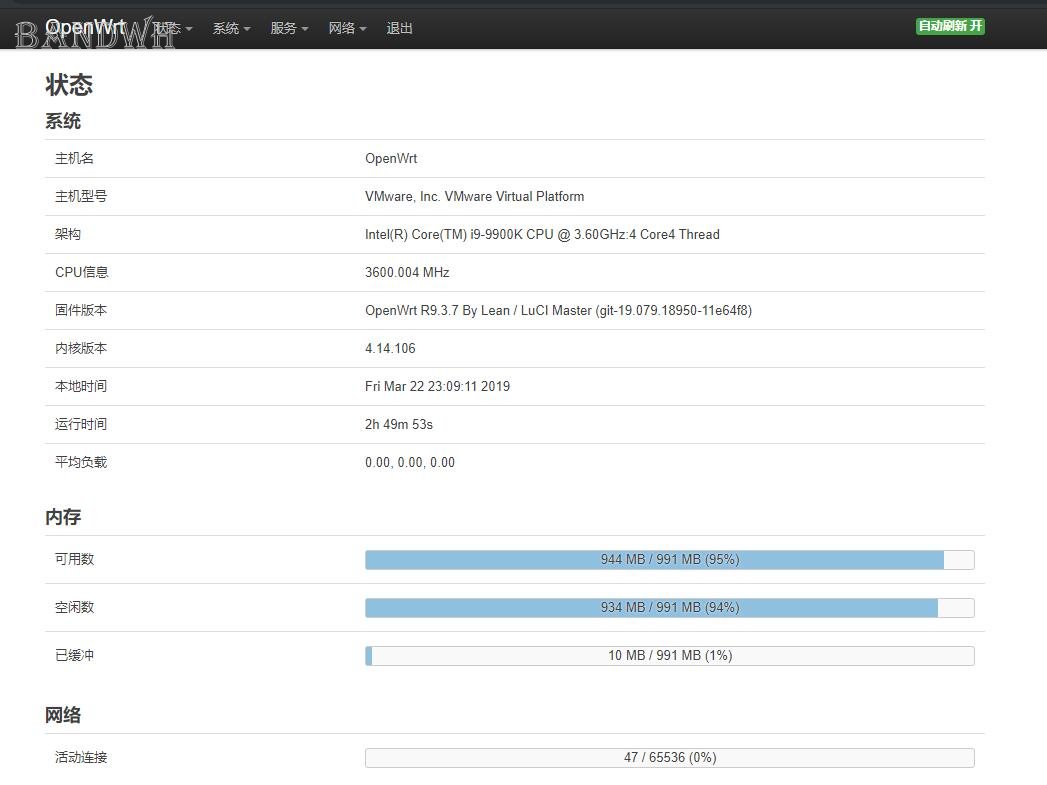 OpenWrt 状态 系统 服务 网络 退出 自动刷新 开
BANDWH
状态
系统
主机名 OpenWrt
主机型号 VMware, Inc. VMware Virtual Platform
架构 Intel(R) Core(TM) i9-9900K CPU @ 3.60GHz:4 Core4 Thread
CPU信息 3600.004 MHz
固件版本 OpenWrt R9.3.7 By Lean / LuCI Master (git-19.079.18950-11e64f8)
内核版本 4.14.106
本地时间 Fri Mar 22 23:09:11 2019
运行时间 2h 49m 53s
平均负载 0.00, 0.00, 0.00
内存
可用数 944 MB / 991 MB (95%)
空闲数 934 MB / 991 MB (94%)
已缓冲 10 MB / 991 MB (1%)
网络
活动连接 47 / 65536 (0%)